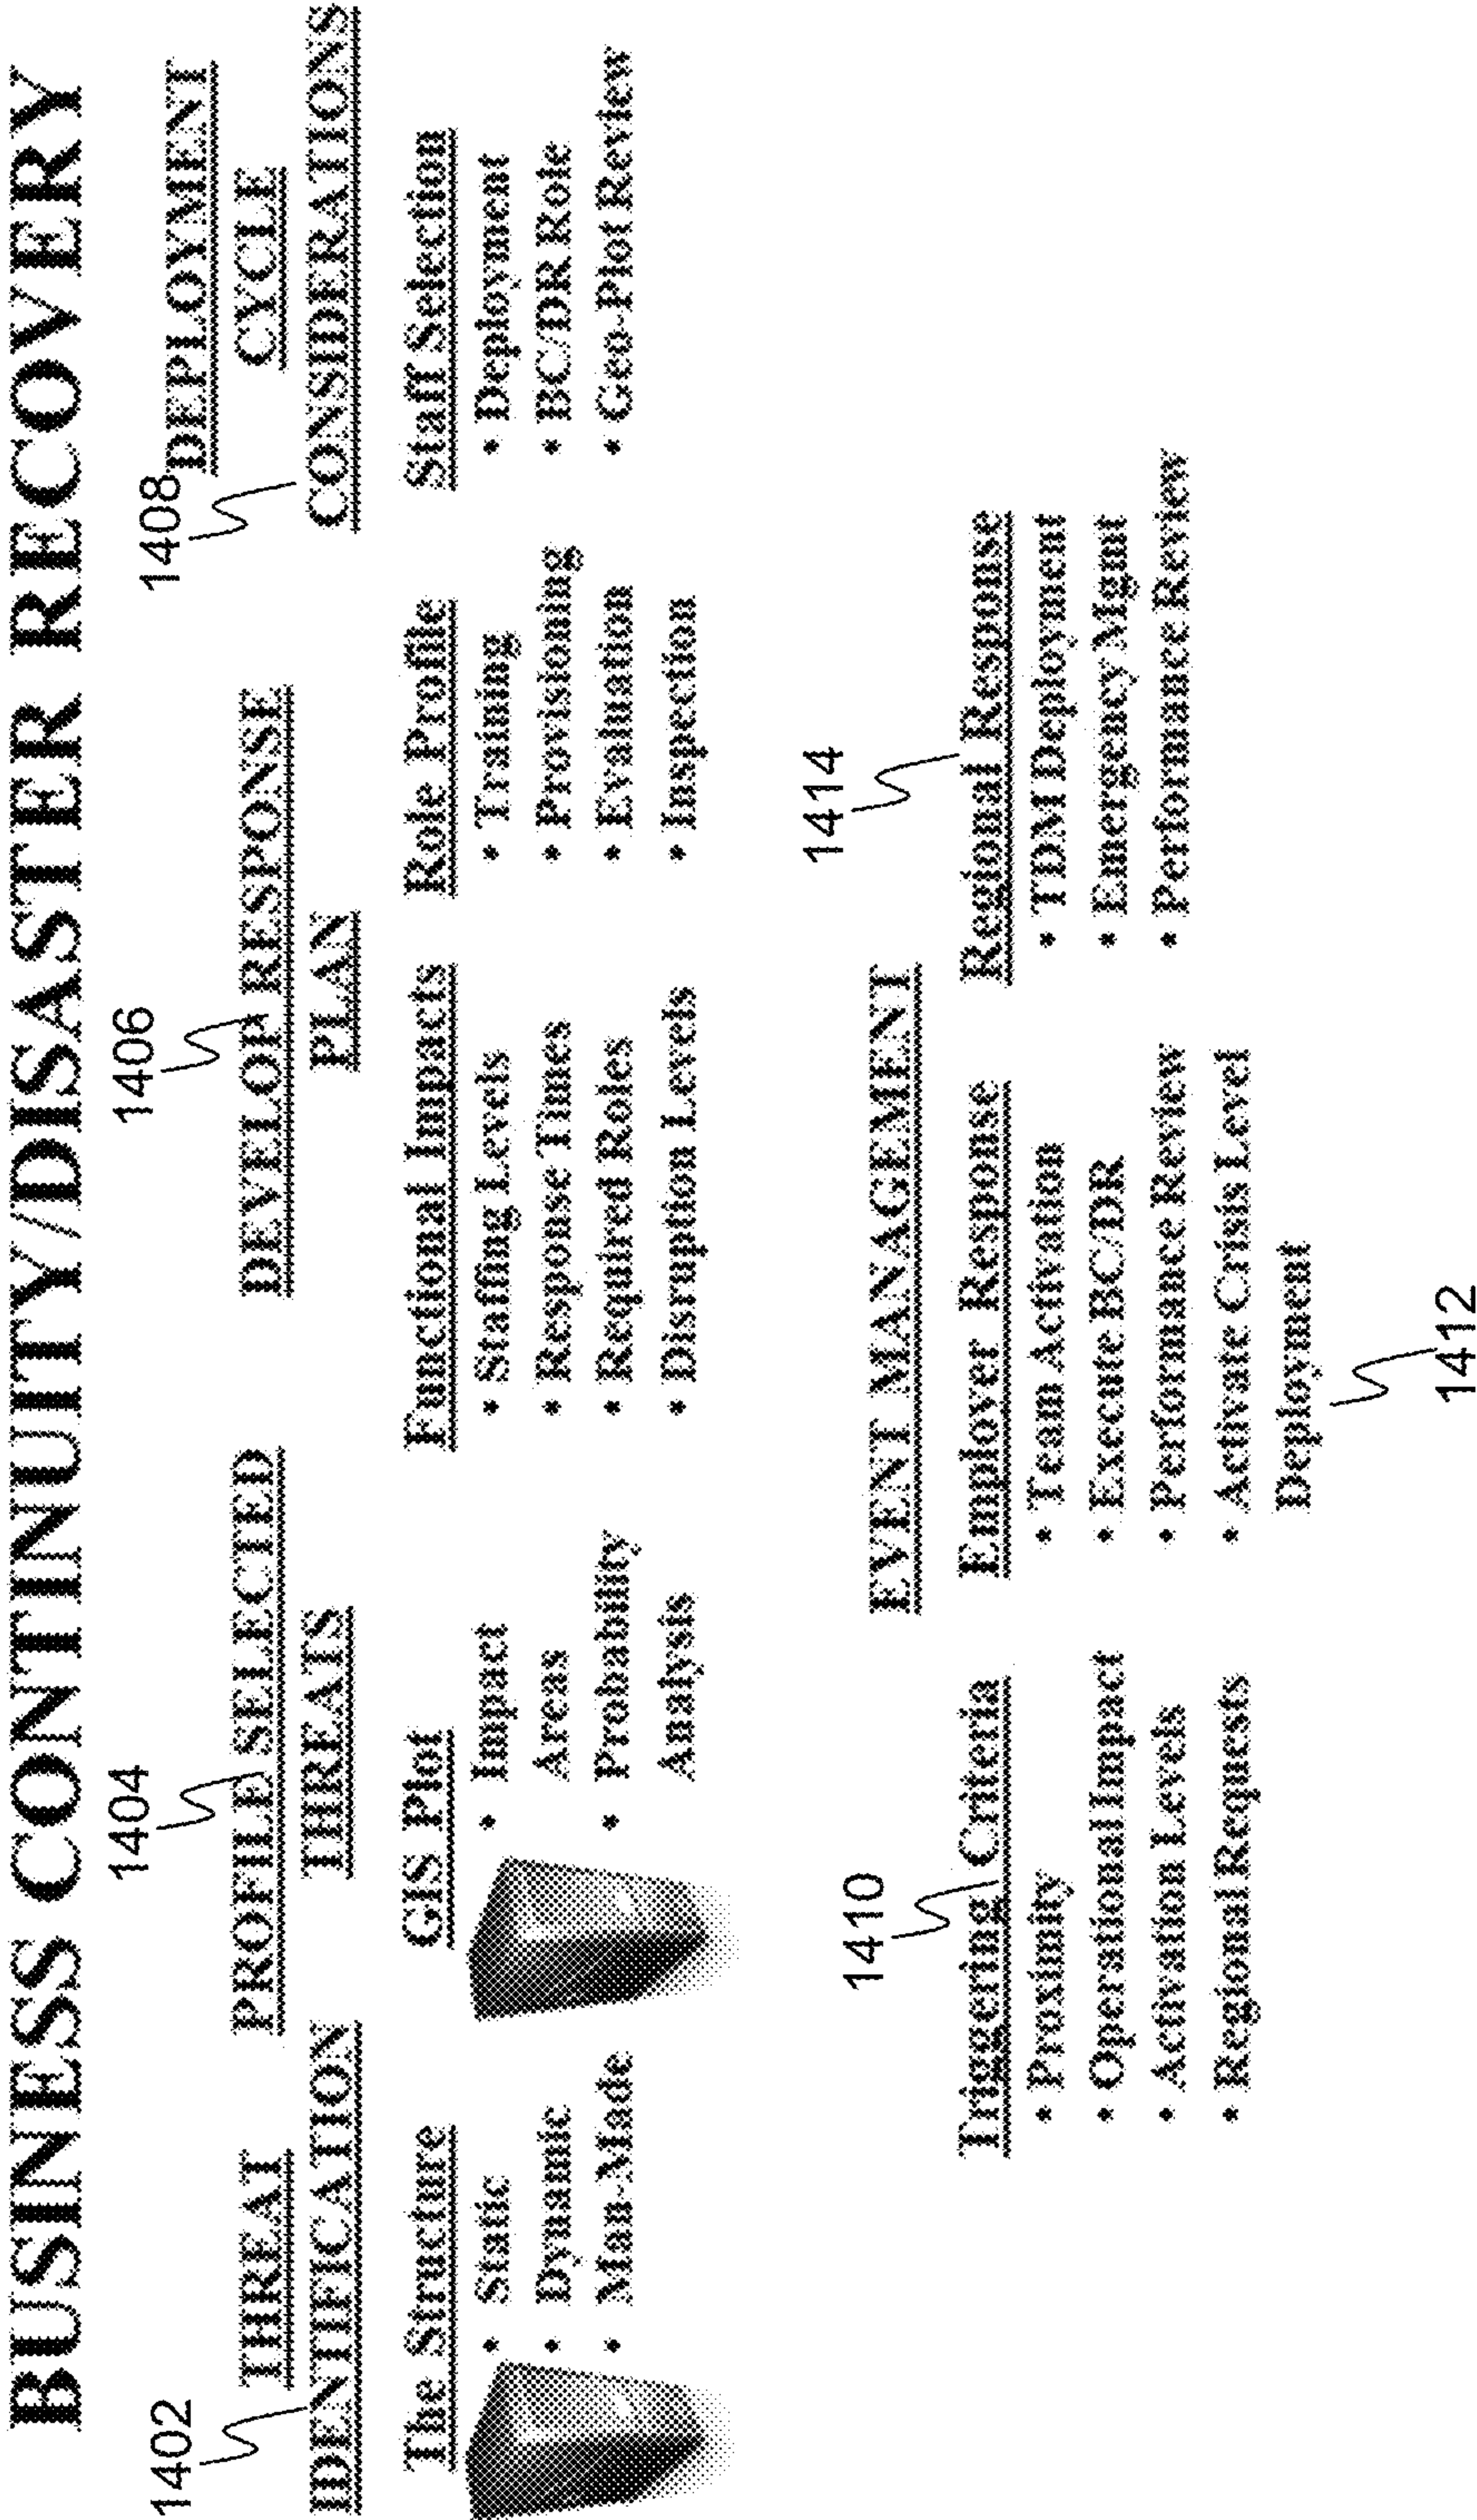 BUSINESS CONTINUITY/DISASTER RECOVERY
1402
THREAT
IDENTIFICATION
The Structure
• Static
• Dynamic
• Man-Made
1404
PROFILE SELECTED
THREATS
GIS Plot
• Impact
Areas
• Probability
Analysis
1406
DEVELOP RESPONSE
PLAN
Functional Impacts
• Staffing Levels
• Response Times
• Required Roles
• Disruption Levels
Role Profile
• Training
• Provisioning
• Evaluation
• Inspection
1408
DEPLOYMENT
CYCLE
CONSIDERATIONS
Staff Selection
• Deployment
• BC/DR Role
• Geo-Plot Review
EVENT MANAGEMENT
1410
Triggering Criteria
• Proximity
• Operational Impact
• Activation Levels
• Regional Requests
Employer Response
• Team Activation
• Execute BC/DR
• Performance Review
• Activate Crisis Level
Deployment
1412
1414
Regional Response
• TDM Deployment
• Emergency Mgmt
• Performance Review